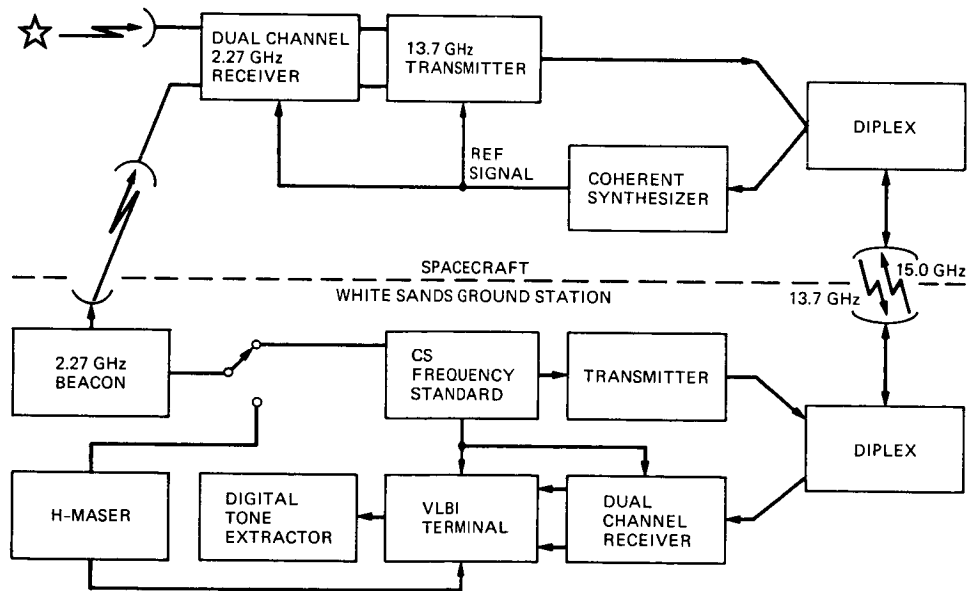 DUAL CHANNEL
2.27 GHz
RECEIVER
13.7 GHz
TRANSMITTER
DIPLEX
REF
SIGNAL
COHERENT
SYNTHESIZER
SPACECRAFT
15.0 GHz
WHITE SANDS GROUND STATION
13.7 GHz
2.27 GHz
BEACON
CS
FREQUENCY
STANDARD
TRANSMITTER
DIPLEX
H-MASER
DIGITAL
TONE
EXTRACTOR
VLBI
TERMINAL
DUAL
CHANNEL
RECEIVER